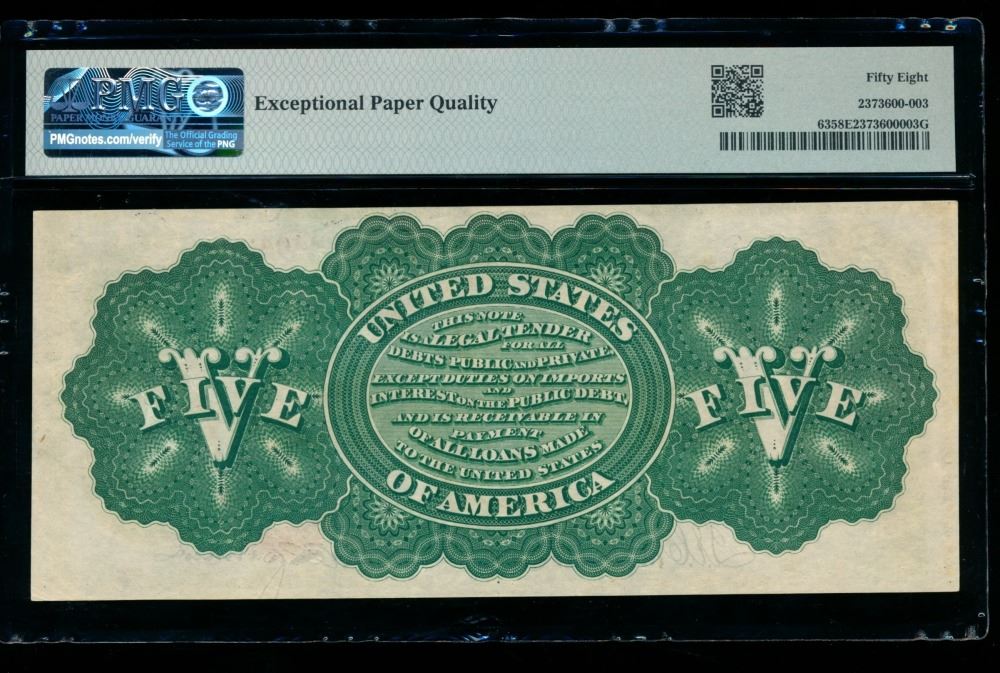 PMG
PAPER MONEY GUARANTY
PMGnotes.com/verify
The Official Grading
Service of the PNG
Exceptional Paper Quality
Fifty Eight
2373600-003
6358E2373600003G
UNITED STATES
THIS NOTE
IS A LEGAL TENDER
FOR ALL
DEBTS PUBLIC AND PRIVATE
EXCEPT DUTIES ON IMPORTS
AND
INTEREST ON THE PUBLIC DEBT,
AND IS RECEIVABLE IN
PAYMENT
OF ALL LOANS MADE
TO THE UNITED STATES
OF AMERICA
FIVE
V
FIVE
V